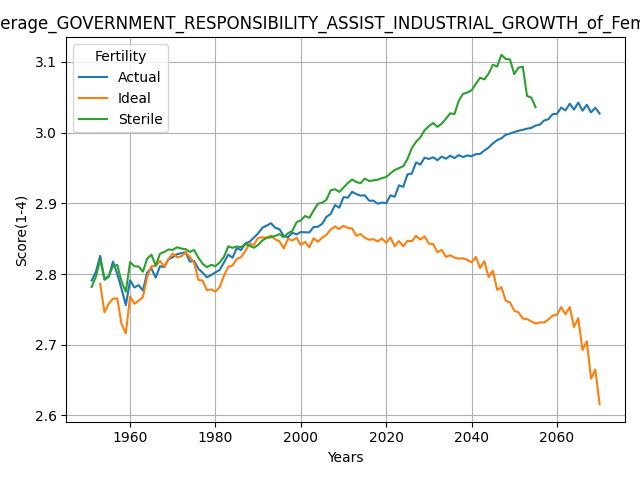 erage_GOVERNMENT_RESPONSIBILITY_ASSIST_INDUSTRIAL_GROWTH_of_Fem
Fertility
Actual
Ideal
Sterile
Score(1-4)
3.1
3.0
2.9
2.8
2.7
2.6
1960 1980 2000 2020 2040 2060
Years